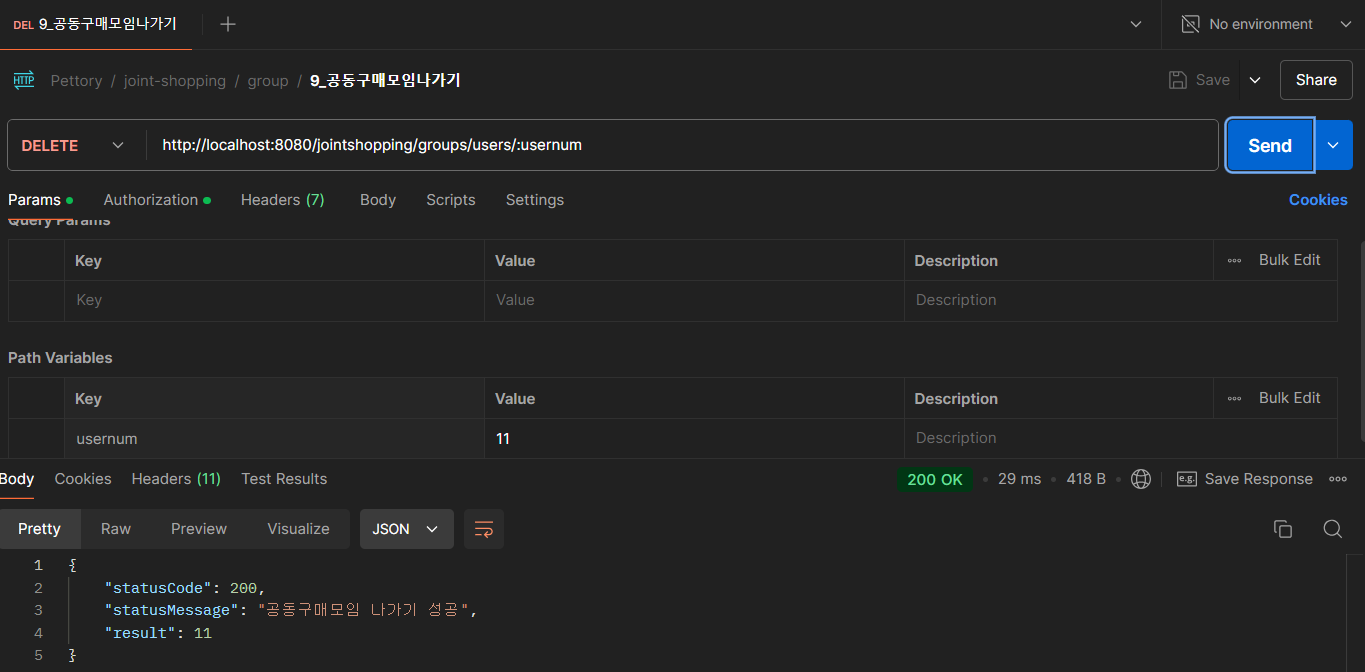 DEL 9_공동구매모임나가기
No environment
HTTP Pettory / joint-shopping / group / 9_공동구매모임나가기
Save
Share
DELETE http://localhost:8080/jointshopping/groups/users/:usernum
Send
Params Authorization Headers (7) Body Scripts Settings Cookies
Query Params
Key Value Description Bulk Edit
Key Value Description
Path Variables
Key Value Description Bulk Edit
usernum 11 Description
Body Cookies Headers (11) Test Results 200 OK 29 ms 418 B e.g. Save Response
Pretty Raw Preview Visualize JSON
1 {
2 "statusCode": 200,
3 "statusMessage": "공동구매모임 나가기 성공",
4 "result": 11
5 }